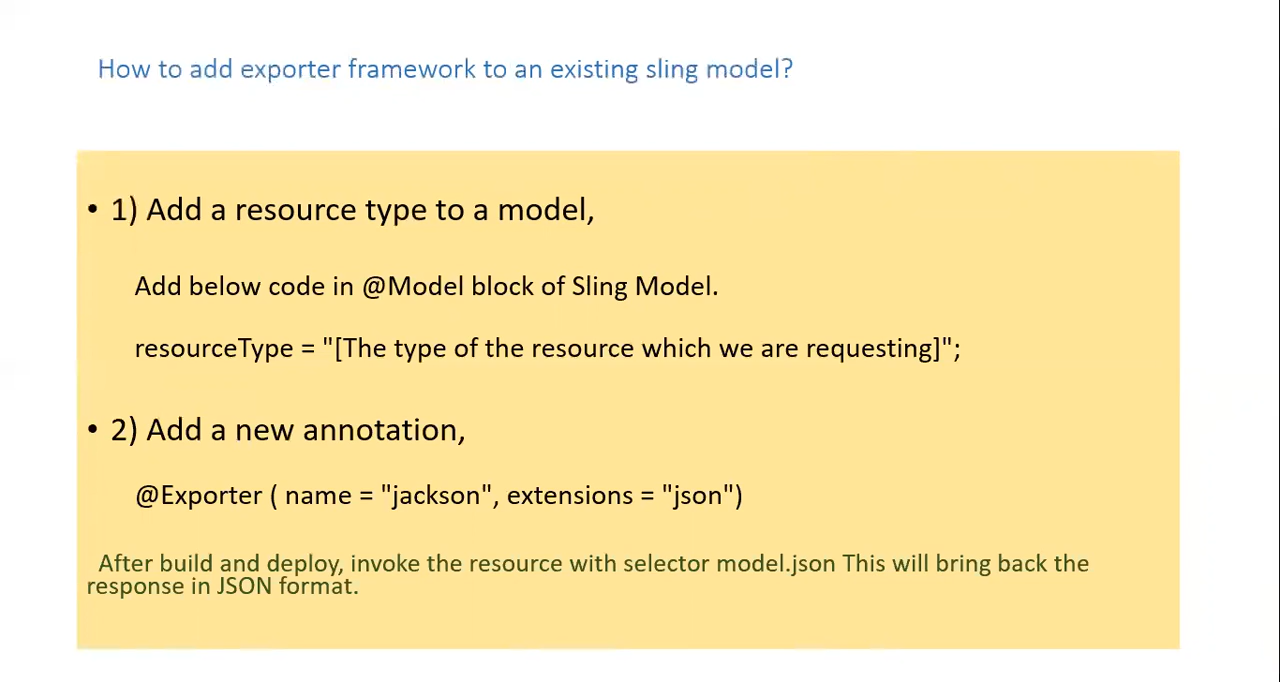 How to add exporter framework to an existing sling model?
• 1) Add a resource type to a model,
Add below code in @Model block of Sling Model.
resourceType = "[The type of the resource which we are requesting]";
• 2) Add a new annotation,
@Exporter ( name = "jackson", extensions = "json")
After build and deploy, invoke the resource with selector model.json This will bring back the
response in JSON format.